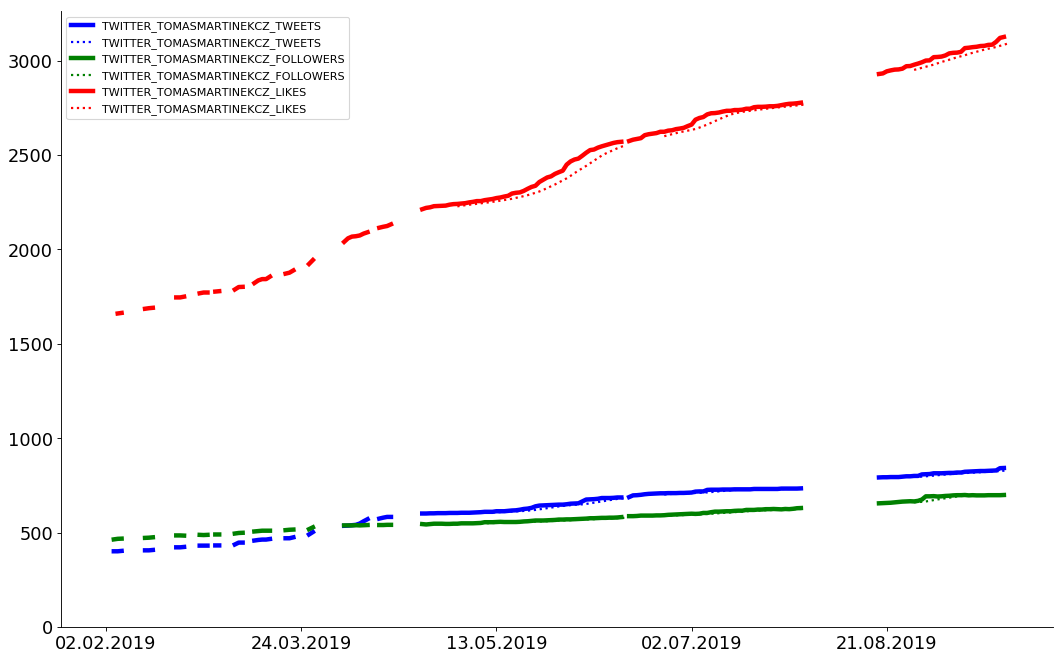 TWITTER_TOMASMARTINEKCZ_TWEETS
TWITTER_TOMASMARTINEKCZ_TWEETS
TWITTER_TOMASMARTINEKCZ_FOLLOWERS
TWITTER_TOMASMARTINEKCZ_FOLLOWERS
TWITTER_TOMASMARTINEKCZ_LIKES
TWITTER_TOMASMARTINEKCZ_LIKES
3000
2500
2000
1500
1000
500
0
02.02.2019 24.03.2019 13.05.2019 02.07.2019 21.08.2019